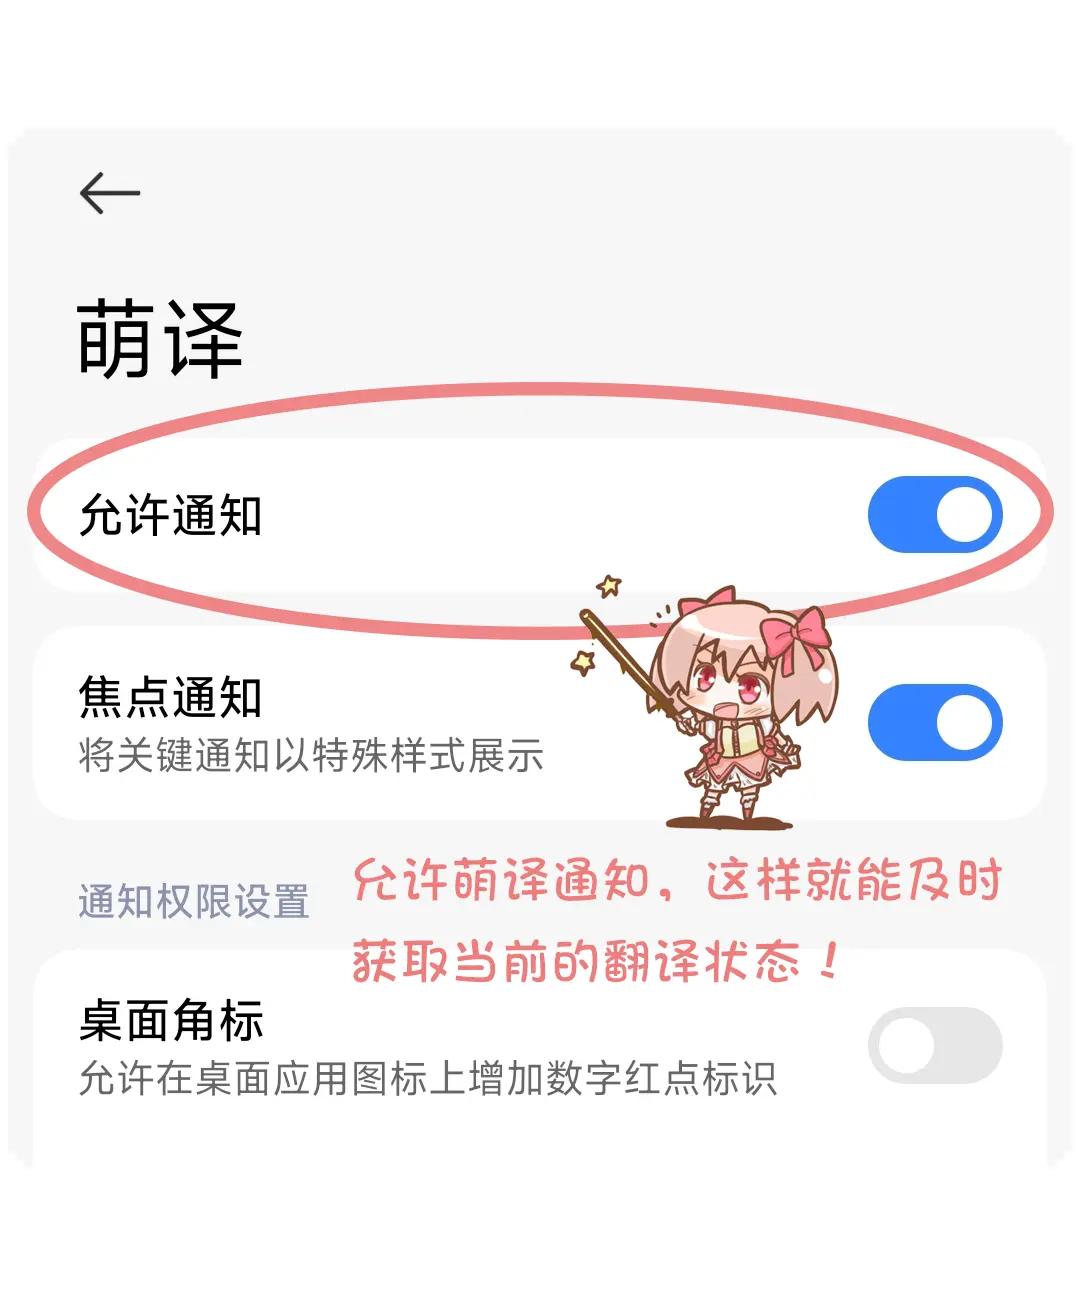 萌译
允许通知
焦点通知
将关键通知以特殊样式展示
通知权限设置
允许萌译通知，这样就能及时
获取当前的翻译状态！
桌面角标
允许在桌面应用图标上增加数字红点标识